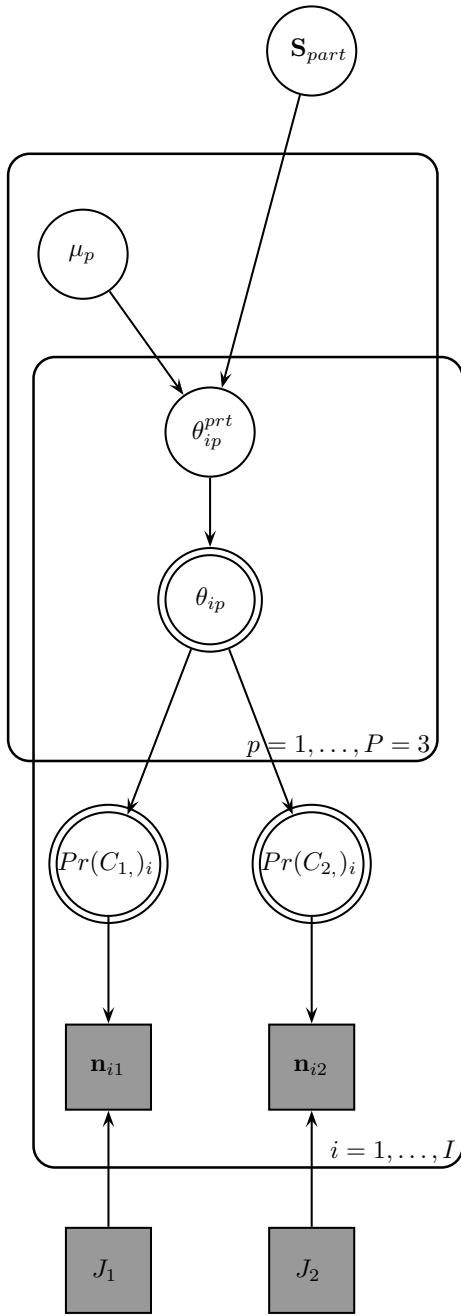 S_part
μ_p
θ_ip^prt
θ_ip
p = 1, . . . , P = 3
Pr(C_1,)_i Pr(C_2,)_i
n_i1 n_i2
i = 1, . . . , I
J_1 J_2